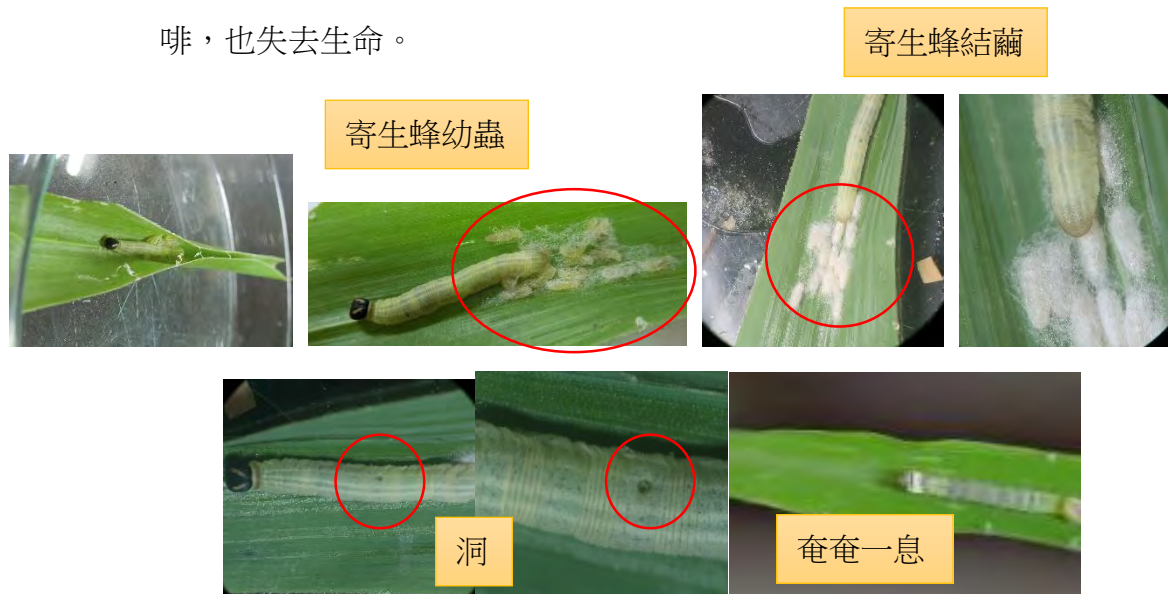 啡，也失去生命。
寄生蜂結繭
寄生蜂幼蟲
洞
奄奄一息